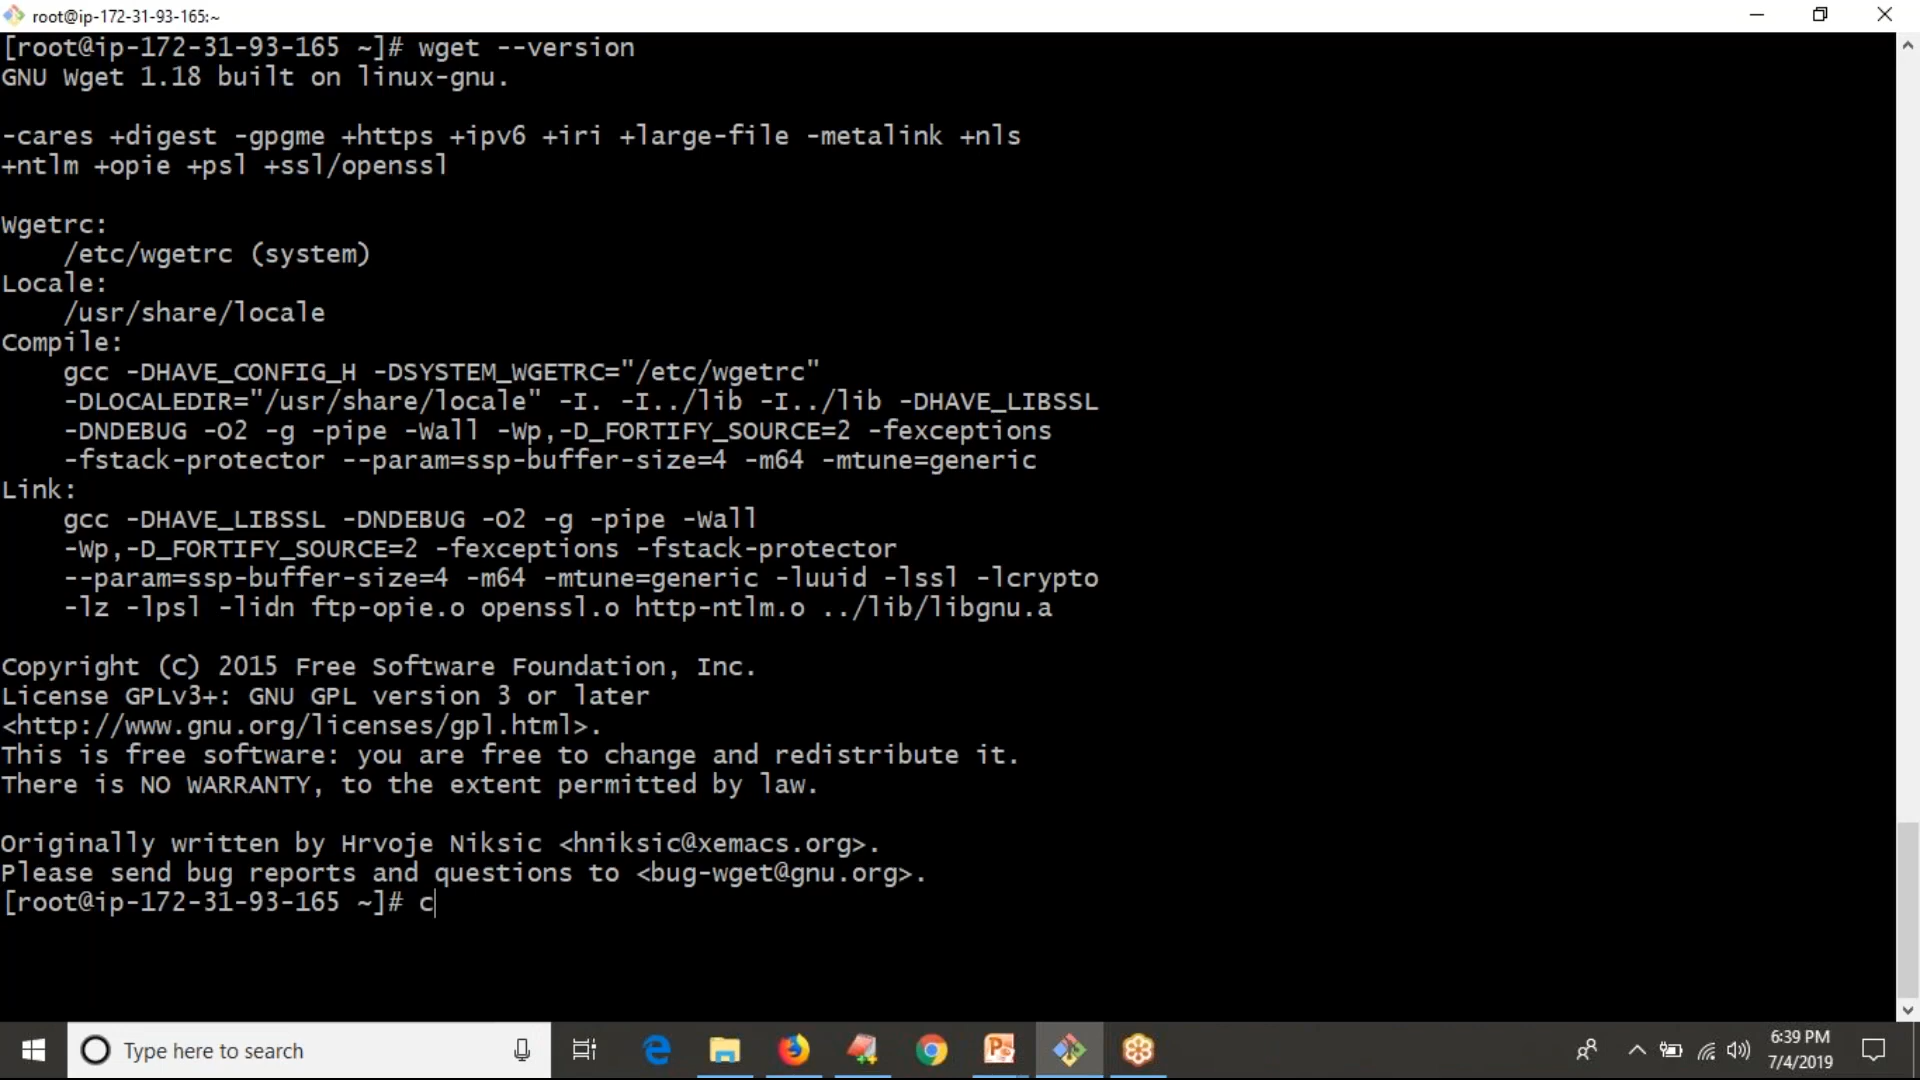 root@ip-172-31-93-165:~
[root@ip-172-31-93-165 ~]# wget --version
GNU Wget 1.18 built on linux-gnu.
-cares +digest -gpgme +https +ipv6 +iri +large-file -metalink +nls
+ntlm +opie +psl +ssl/openssl
Wgetrc:
    /etc/wgetrc (system)
Locale:
    /usr/share/locale
Compile:
    gcc -DHAVE_CONFIG_H -DSYSTEM_WGETRC="/etc/wgetrc"
    -DLOCALEDIR="/usr/share/locale" -I. -I../lib -I../lib -DHAVE_LIBSSL
    -DNDEBUG -O2 -g -pipe -Wall -Wp,-D_FORTIFY_SOURCE=2 -fexceptions
    -fstack-protector --param=ssp-buffer-size=4 -m64 -mtune=generic
Link:
    gcc -DHAVE_LIBSSL -DNDEBUG -O2 -g -pipe -Wall
    -Wp,-D_FORTIFY_SOURCE=2 -fexceptions -fstack-protector
    --param=ssp-buffer-size=4 -m64 -mtune=generic -luuid -lssl -lcrypto
    -lz -lpsl -lidn ftp-opie.o openssl.o http-ntlm.o ../lib/libgnu.a
Copyright (C) 2015 Free Software Foundation, Inc.
License GPLv3+: GNU GPL version 3 or later
<http://www.gnu.org/licenses/gpl.html>.
This is free software: you are free to change and redistribute it.
There is NO WARRANTY, to the extent permitted by law.
Originally written by Hrvoje Niksic <hniksic@xemacs.org>.
Please send bug reports and questions to <bug-wget@gnu.org>.
[root@ip-172-31-93-165 ~]# c
Type here to search
6:39 PM
7/4/2019